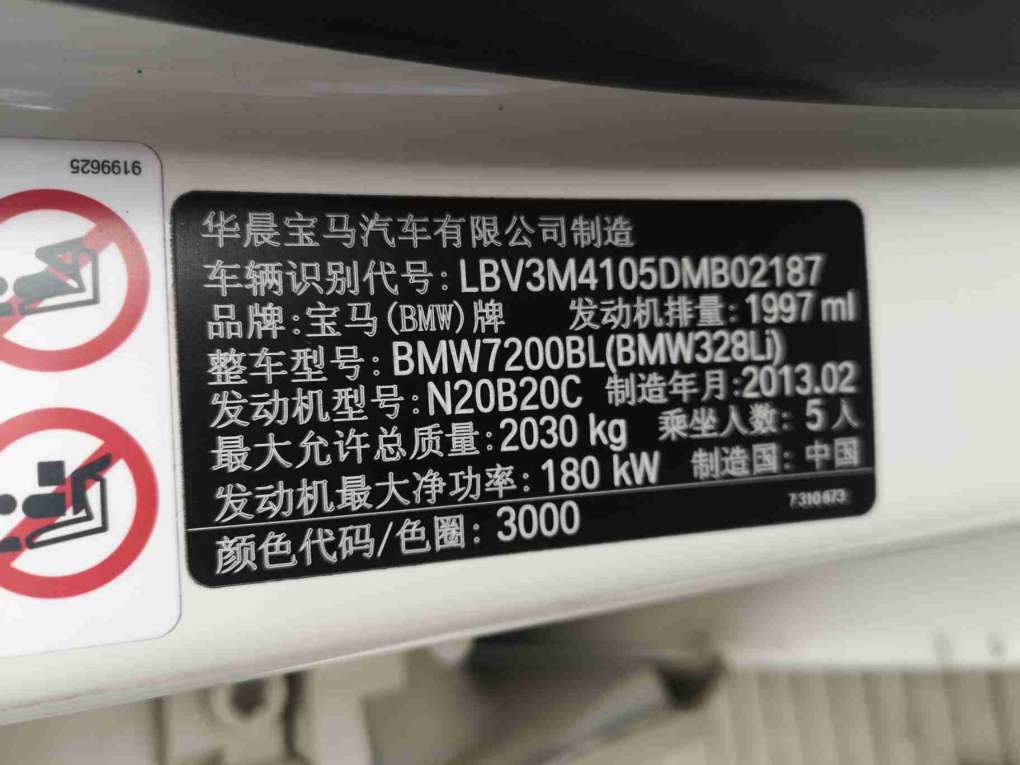 9199625
华晨宝马汽车有限公司制造
车辆识别代号:LBV3M4105DMB02187
品牌:宝马(BMW)牌 发动机排量:1997 ml
整车型号:BMW7200BL(BMW328Li)
发动机型号:N20B20C 制造年月:2013.02
最大允许总质量:2030 kg 乘坐人数:5人
发动机最大净功率:180 kW 制造国:中国
7 310 673
颜色代码/色圈:3000